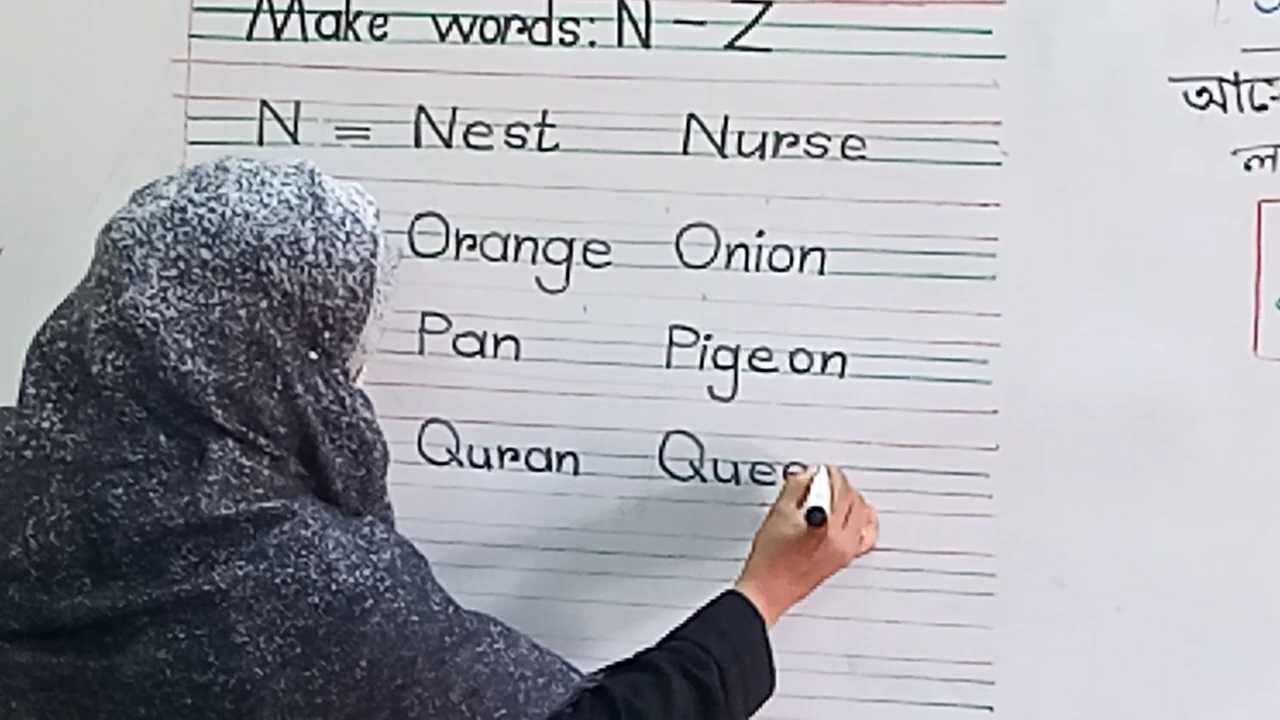 Make words: N - Z
N = Nest Nurse
Orange Onion
Pan Pigeon
Quran Quee